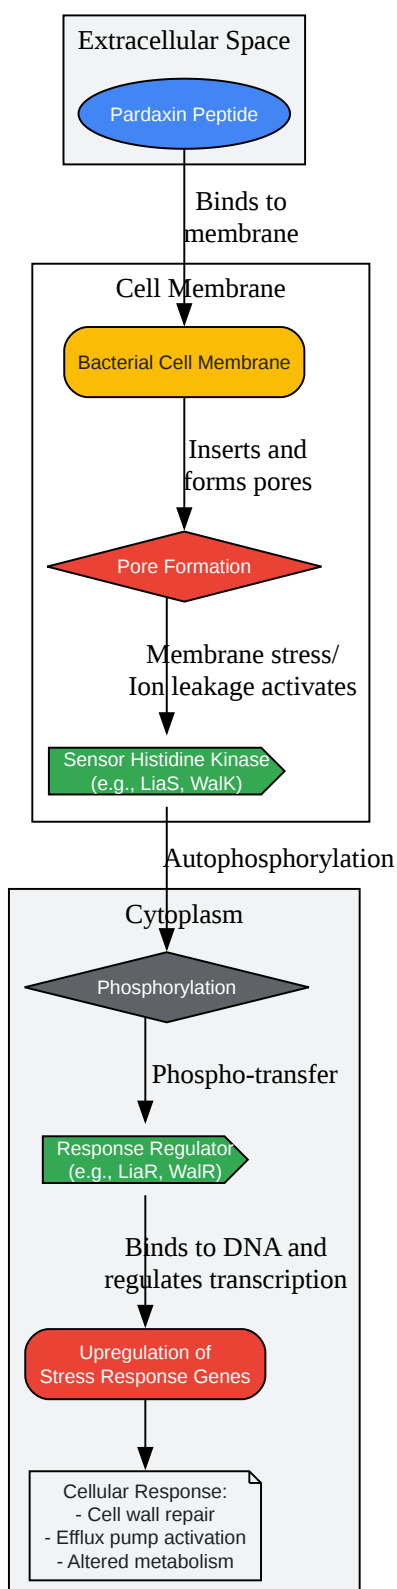 Extracellular Space
Pardaxin Peptide
Binds to
membrane
Cell Membrane
Bacterial Cell Membrane
Inserts and
forms pores
Pore Formation
Membrane stress/
Ion leakage activates
Sensor Histidine Kinase
(e.g., LiaS, WalK)
Autophosphorylation
Cytoplasm
Phosphorylation
Phospho-transfer
Response Regulator
(e.g., LiaR, WalR)
Binds to DNA and
regulates transcription
Upregulation of
Stress Response Genes
Cellular Response:
- Cell wall repair
- Efflux pump activation
- Altered metabolism